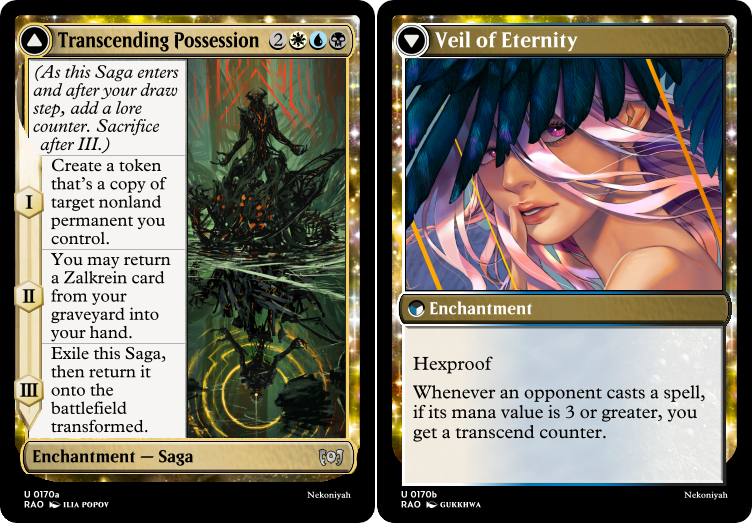 Transcending Possession 2
(As this Saga enters
and after your draw
step, add a lore
counter. Sacrifice
after III.)
I
Create a token
that's a copy of
target nonland
permanent you
control.
II
You may return
a Zalkrein card
from your
graveyard into
your hand.
III
Exile this Saga,
then return it
onto the
battlefield
transformed.
Enchantment — Saga
U 0170a
RAO ILIA POPOV
Nekoniyah
Veil of Eternity
Enchantment
Hexproof
Whenever an opponent casts a spell,
if its mana value is 3 or greater, you
get a transcend counter.
U 0170b
RAO GUKKHWA
Nekoniyah